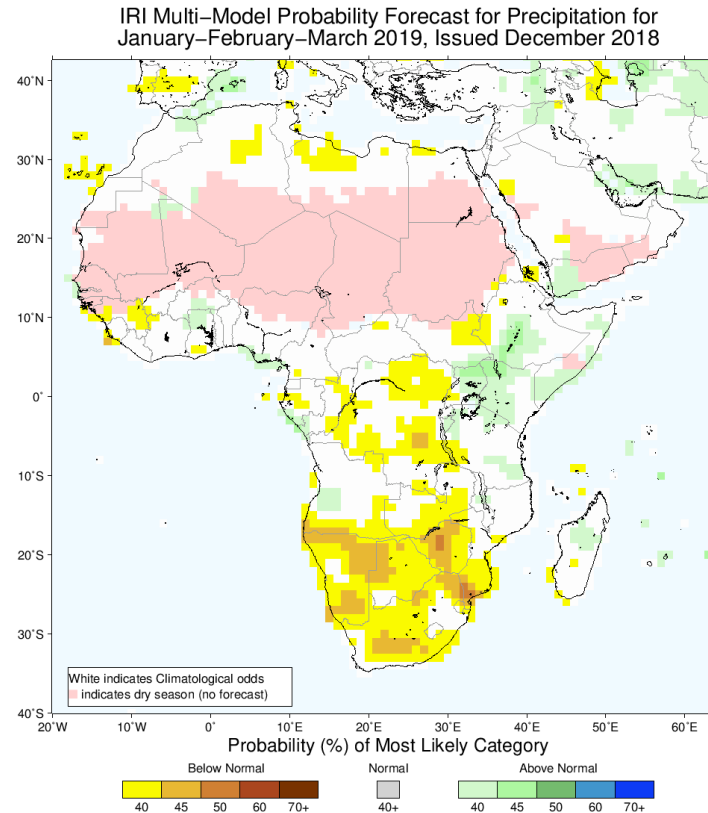 IRI Multi−Model Probability Forecast for Precipitation for
January−February−March 2019, Issued December 2018
40˚N
30˚N
20˚N
10˚N
0˚
10˚S
20˚S
30˚S
40˚S
White indicates Climatological odds
indicates dry season (no forecast)
20˚W 10˚W 0˚ 10˚E 20˚E 30˚E 40˚E 50˚E 60˚E
Probability (%) of Most Likely Category
Below Normal Normal Above Normal
40 45 50 60 70+ 40+ 40 45 50 60 70+